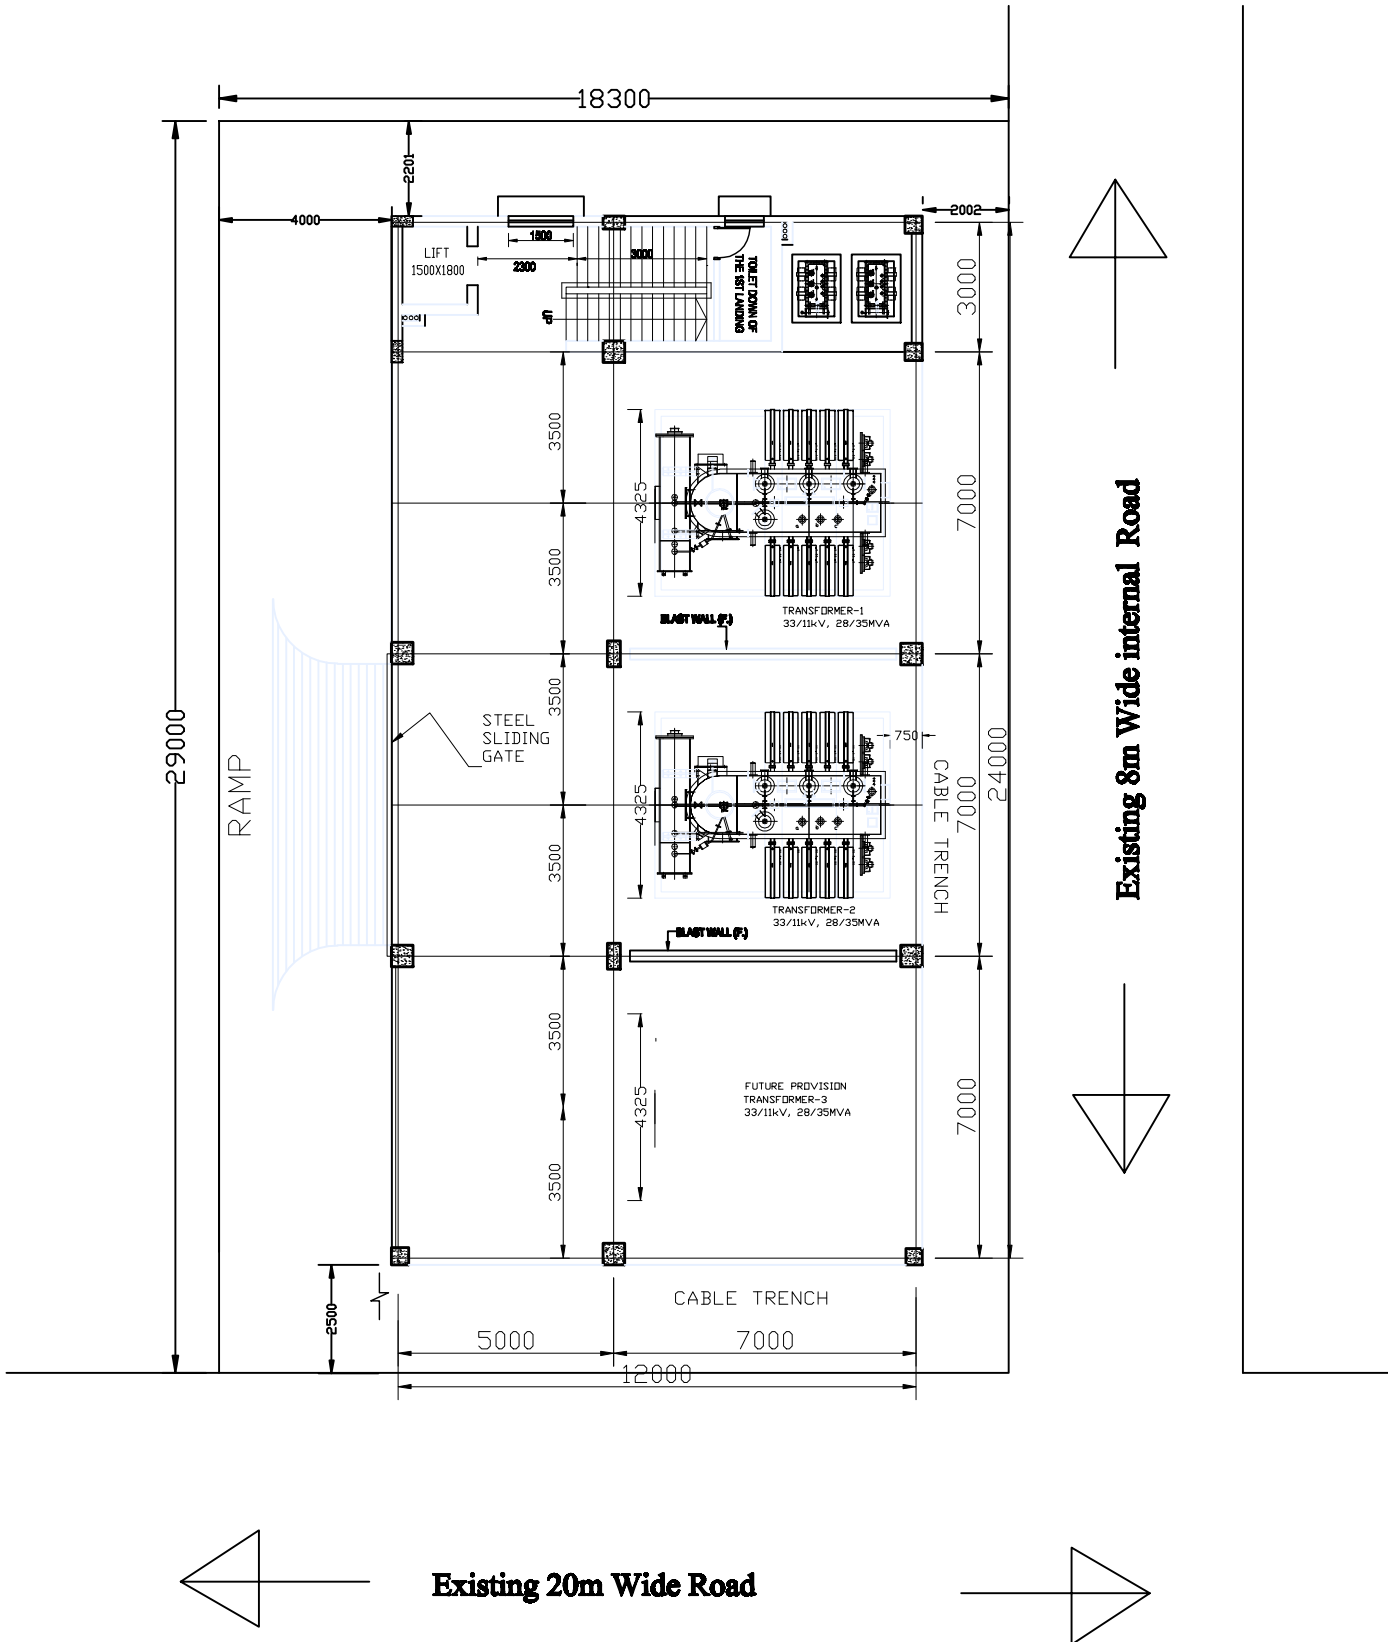 18300
2201
4000
2002
LIFT
1500X1800
1500
2300
3000
UP
TOILET DOWN OF
THE 1ST LANDING
3000
3500
4325
7000
3500
TRANSFORMER-1
33/11kV, 28/35MVA
BLAST WALL (F.)
29000
RAMP
STEEL
SLIDING
GATE
3500
4325
750
CABLE TRENCH
7000
24000
3500
TRANSFORMER-2
33/11kV, 28/35MVA
BLAST WALL (F.)
Existing 8m Wide internal Road
3500
4325
FUTURE PROVISION
TRANSFORMER-3
33/11kV, 28/35MVA
7000
3500
2500
CABLE TRENCH
5000
7000
12000
Existing 20m Wide Road